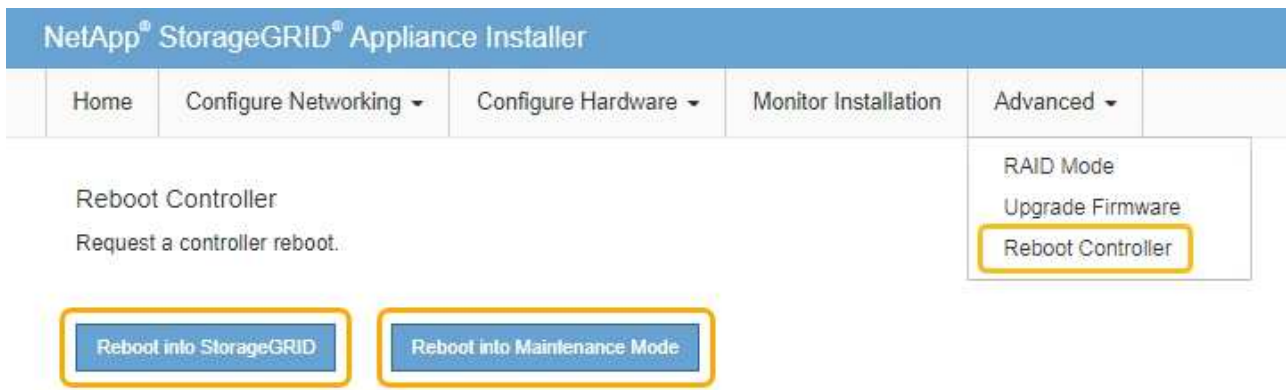 NetApp® StorageGRID® Appliance Installer
Home Configure Networking Configure Hardware Monitor Installation Advanced
RAID Mode
Upgrade Firmware
Reboot Controller
Reboot Controller
Request a controller reboot.
Reboot into StorageGRID Reboot into Maintenance Mode